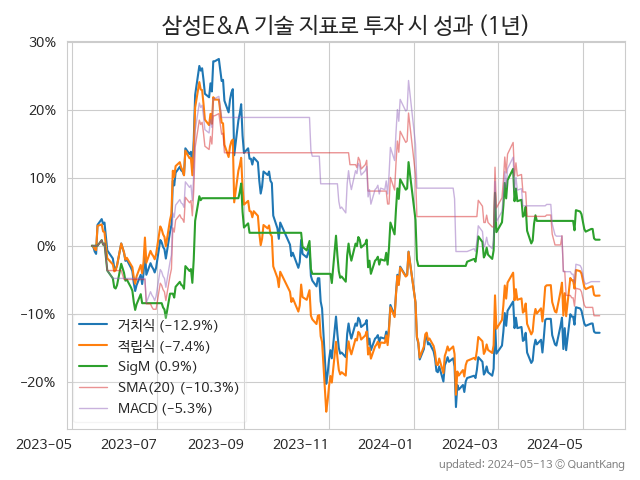 삼성E&A 기술 지표로 투자 시 성과 (1년)
30%
20%
10%
0%
−10%
−20%
거치식 (−12.9%)
적립식 (−7.4%)
SigM (0.9%)
SMA(20) (−10.3%)
MACD (−5.3%)
2023-05 2023-07 2023-09 2023-11 2024-01 2024-03 2024-05
updated: 2024-05-13 © QuantKang